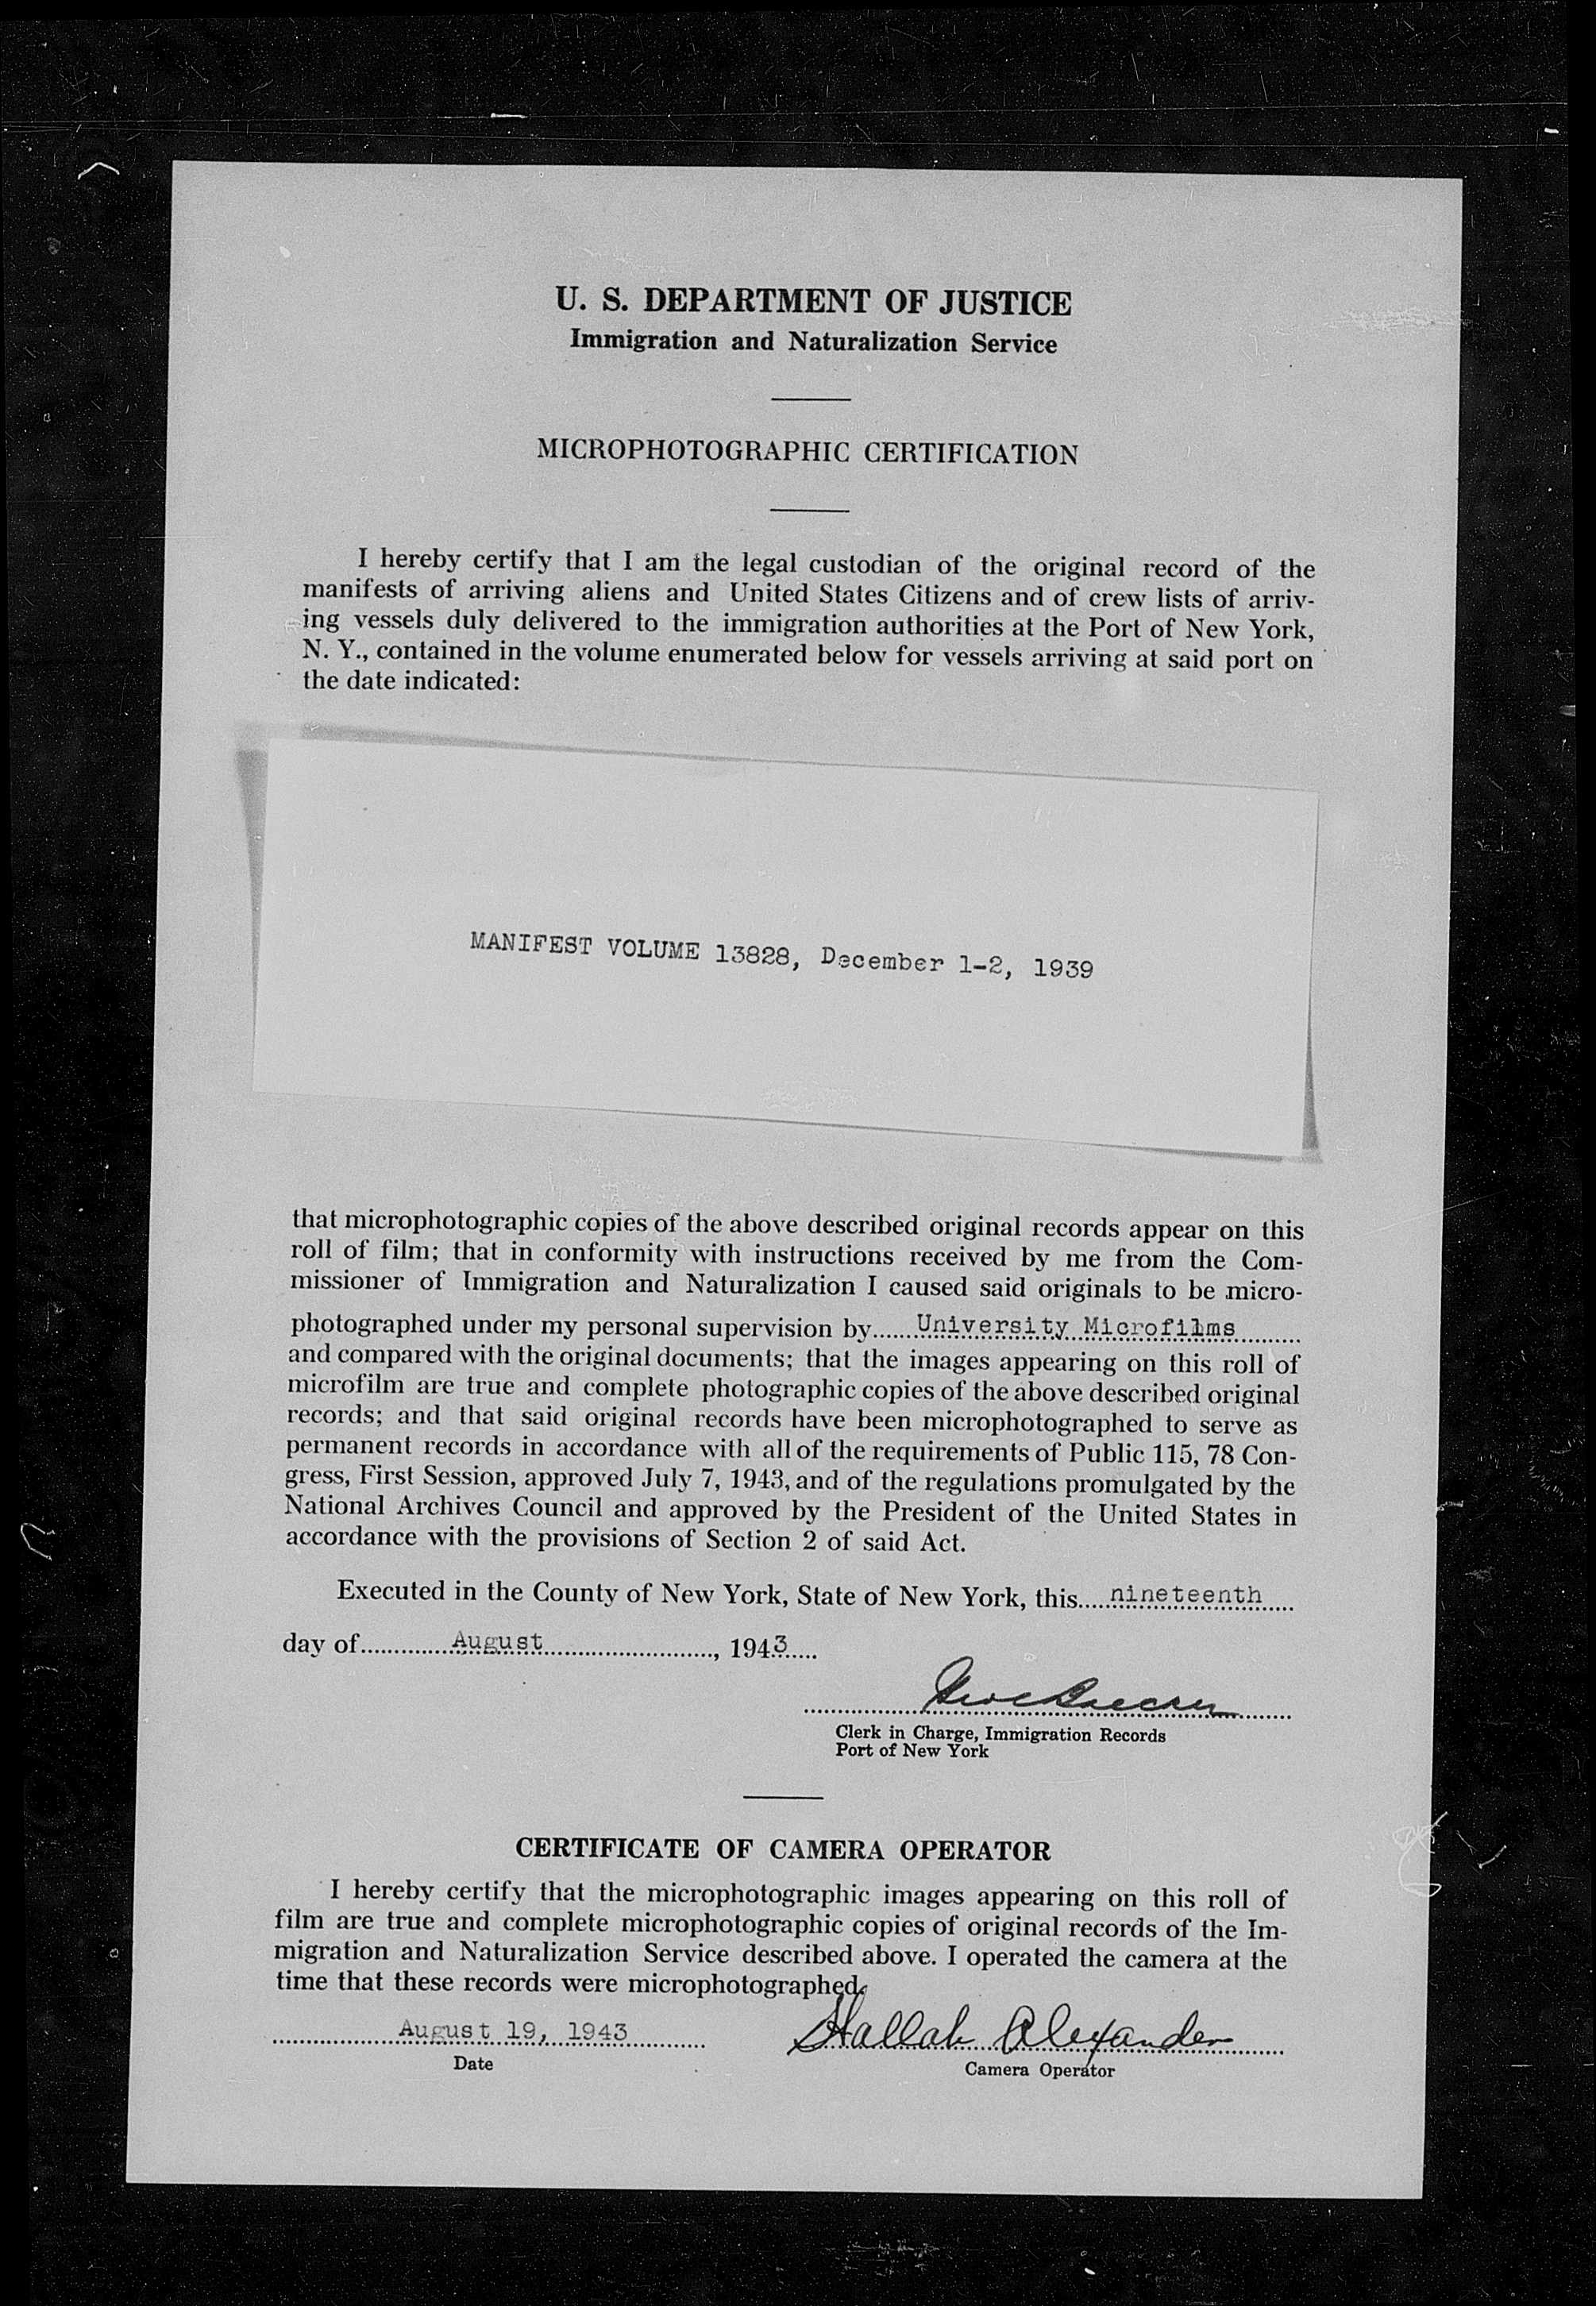 U. S. DEPARTMENT OF JUSTICE
Immigration and Naturalization Service
MICROPHOTOGRAPHIC CERTIFICATION
I hereby certify that I am the legal custodian of the original record of the
manifests of arriving aliens and United States Citizens and of crew lists of arriv-
ing vessels duly delivered to the immigration authorities at the Port of New York,
N. Y., contained in the volume enumerated below for vessels arriving at said port on
the date indicated:
MANIFEST VOLUME 13828, December 1-2, 1939
that microphotographic copies of the above described original records appear on this
roll of film; that in conformity with instructions received by me from the Com-
missioner of Immigration and Naturalization I caused said originals to be micro-
photographed under my personal supervision by......University Microfilms..........
and compared with the original documents; that the images appearing on this roll of
microfilm are true and complete photographic copies of the above described original
records; and that said original records have been microphotographed to serve as
permanent records in accordance with all of the requirements of Public 115, 78 Con-
gress, First Session, approved July 7, 1943, and of the regulations promulgated by the
National Archives Council and approved by the President of the United States in
accordance with the provisions of Section 2 of said Act.
Executed in the County of New York, State of New York, this.....nineteenth.....
day of..............August.........................., 1943......
Clerk in Charge, Immigration Records
Port of New York
CERTIFICATE OF CAMERA OPERATOR
I hereby certify that the microphotographic images appearing on this roll of
film are true and complete microphotographic copies of original records of the Im-
migration and Naturalization Service described above. I operated the camera at the
time that these records were microphotographed.
August 19, 1943 Hallah Alexander
Date Camera Operator